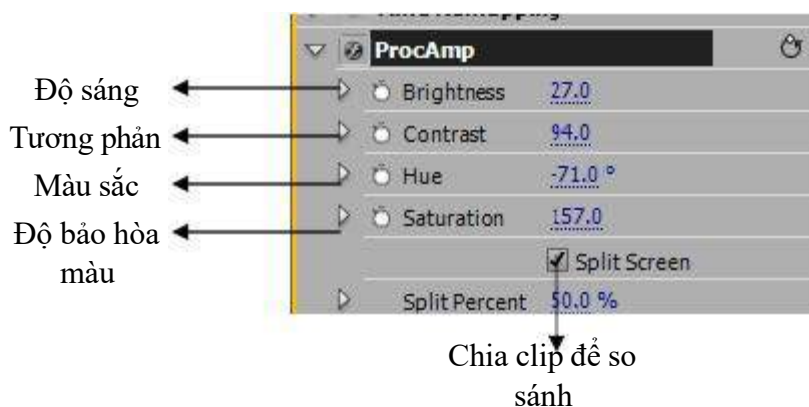 ProcAmp
Độ sáng
Brightness 27.0
Tương phản
Contrast 94.0
Màu sắc
Hue -71.0 °
Độ bảo hòa
màu
Saturation 157.0
Split Screen
Split Percent 50.0 %
Chia clip để so
sánh